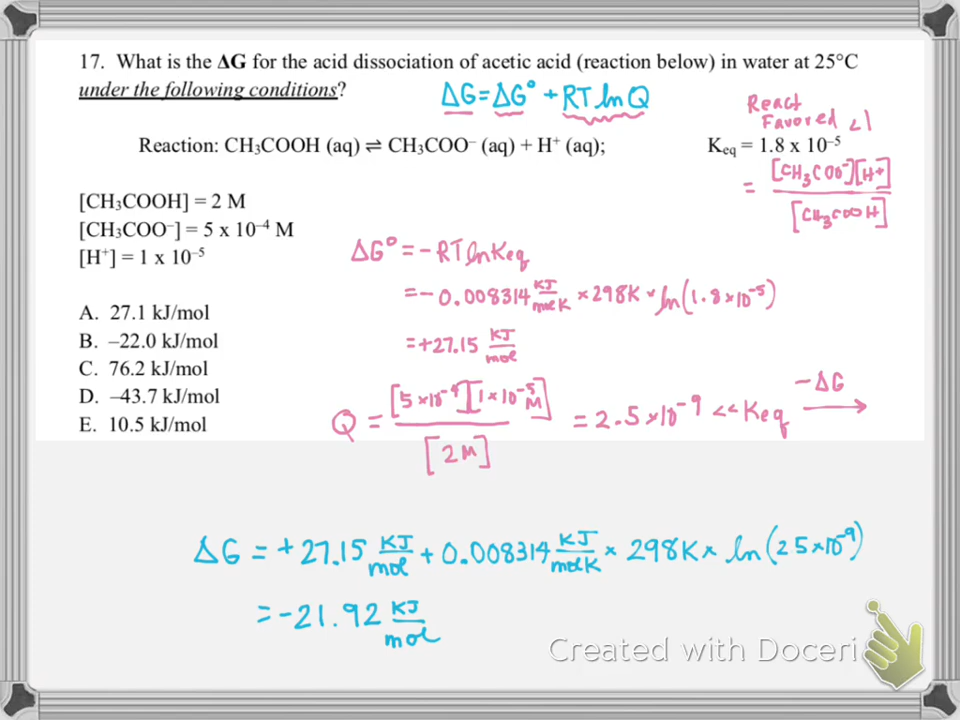 17. What is the ΔG for the acid dissociation of acetic acid (reaction below) in water at 25°C
under the following conditions?
ΔG = ΔG° + RT ln Q
React
Favored <1
Reaction: CH₃COOH (aq) ⇌ CH₃COO⁻ (aq) + H⁺ (aq);
Keq = 1.8 x 10⁻⁵
= [CH₃COO⁻][H⁺] / [CH₃COOH]
[CH₃COOH] = 2 M
[CH₃COO⁻] = 5 x 10⁻⁴ M
[H⁺] = 1 x 10⁻⁵
ΔG° = - RT ln Keq
= - 0.008314 KJ/molK × 298K × ln(1.8×10⁻⁵)
= +27.15 KJ/mol
A. 27.1 kJ/mol
B. –22.0 kJ/mol
C. 76.2 kJ/mol
D. –43.7 kJ/mol
E. 10.5 kJ/mol
Q = [5×10⁻⁴][1×10⁻⁵ M] / [2M] = 2.5×10⁻⁹ << Keq
-ΔG
ΔG = +27.15 KJ/mol + 0.008314 KJ/molK × 298K × ln(2.5×10⁻⁹)
= -21.92 KJ/mol
Created with Doceri